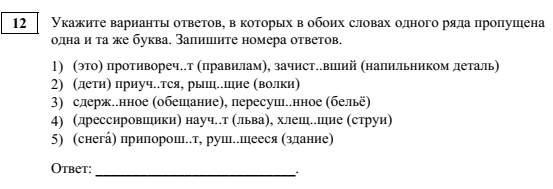 12 Укажите варианты ответов, в которых в обоих словах одного ряда пропущена
одна и та же буква. Запишите номера ответов.
1) (это) противореч..т (правилам), зачист..вший (напильником деталь)
2) (дети) приуч..тся, рыщ..щие (волки)
3) сдерж..нное (обещание), пересуш..нное (бельё)
4) (дрессировщики) науч..т (льва), хлещ..щие (струи)
5) (снегá) припорош..т, руш..щееся (здание)
Ответ: ___________________________.